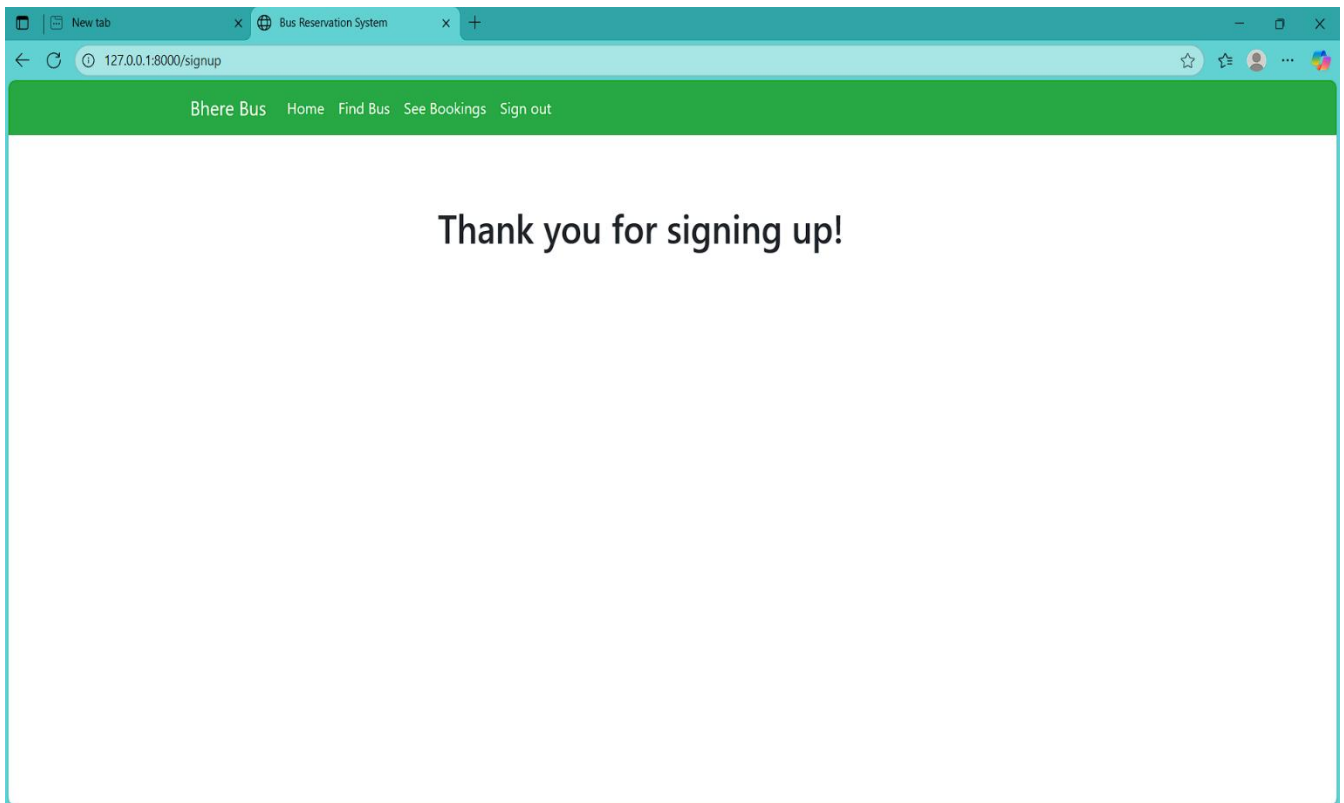 New tab
Bus Reservation System
127.0.0.1:8000/signup
Bhere Bus Home Find Bus See Bookings Sign out
Thank you for signing up!